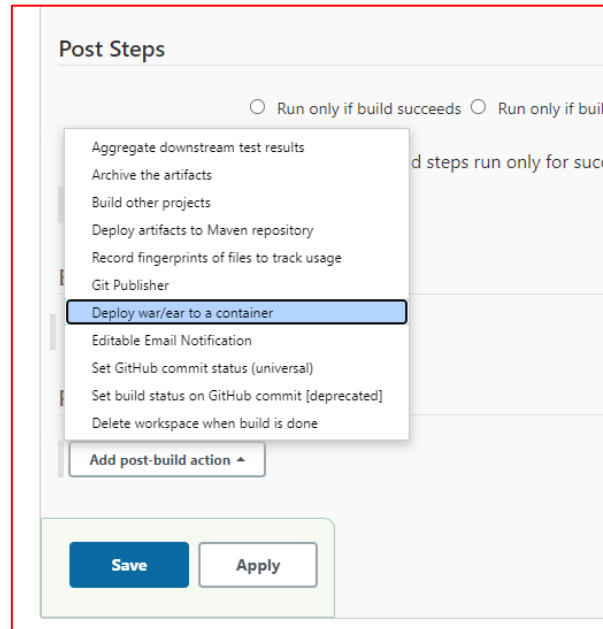 Post Steps
Run only if build succeeds Run only if buil
Aggregate downstream test results
d steps run only for succ
Archive the artifacts
Build other projects
Deploy artifacts to Maven repository
Record fingerprints of files to track usage
Git Publisher
Deploy war/ear to a container
Editable Email Notification
Set GitHub commit status (universal)
Set build status on GitHub commit [deprecated]
Delete workspace when build is done
Add post-build action
Save Apply